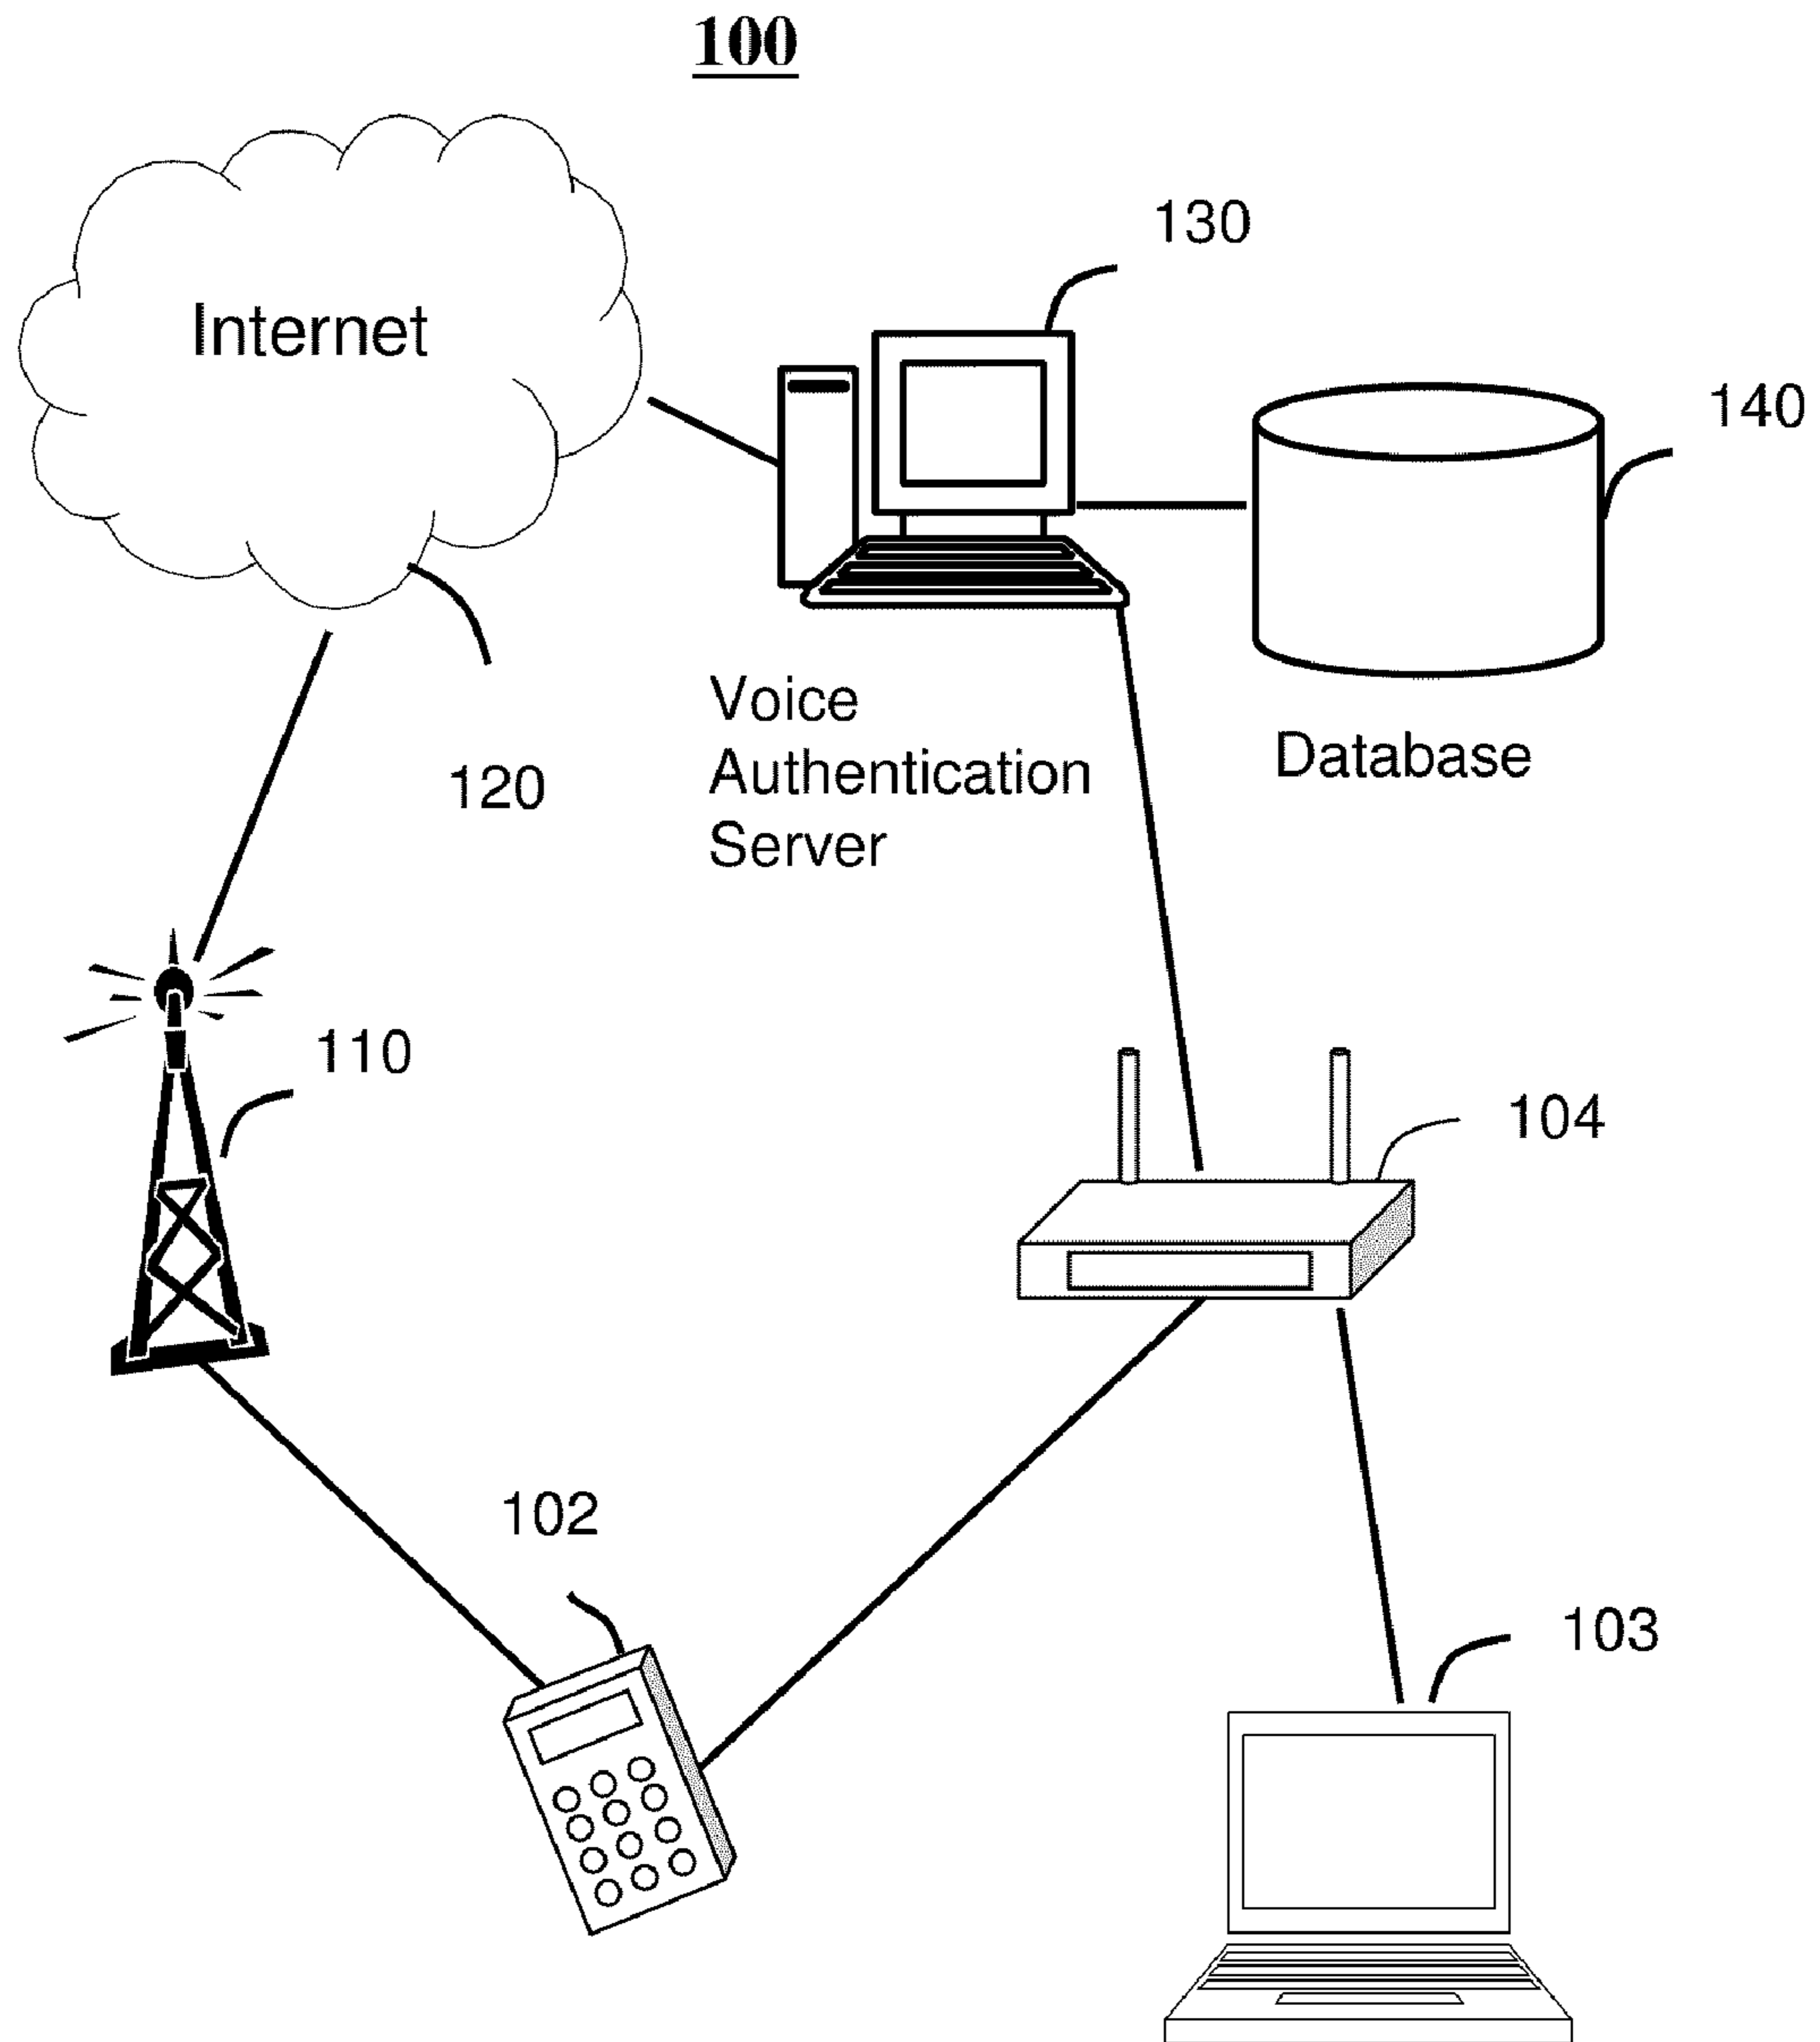 100
130
Internet
140
Voice
Authentication
Server
Database
120
110
104
102
103